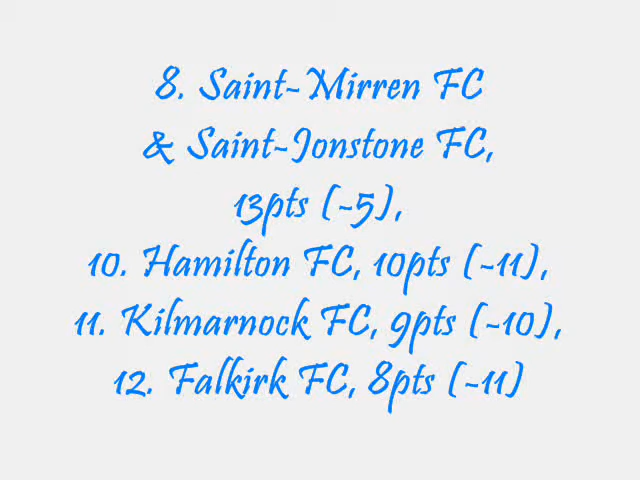 8. Saint-Mirren FC
& Saint-Jonstone FC,
13pts (-5),
10. Hamilton FC, 10pts (-11),
11. Kilmarnock FC, 9pts (-10),
12. Falkirk FC, 8pts (-11)